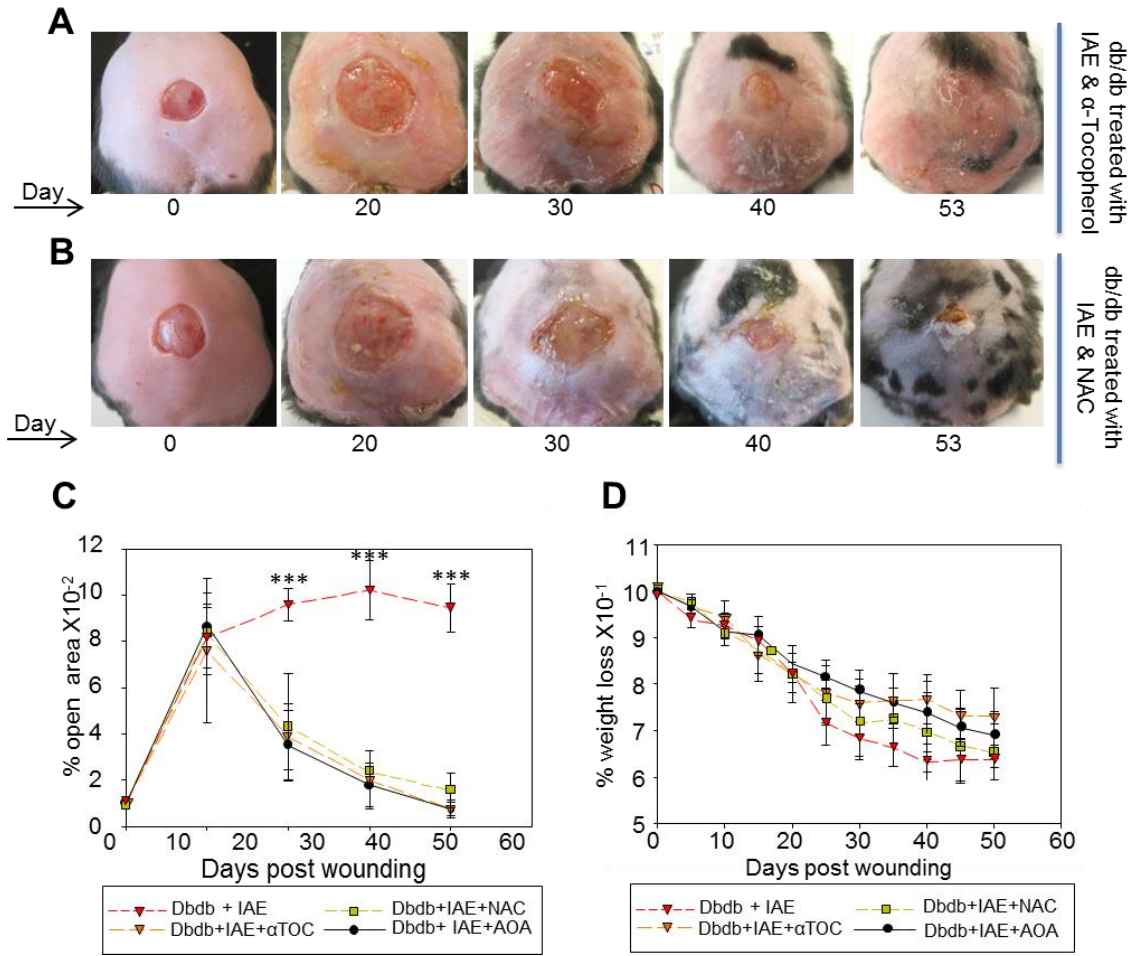 A
Day
0
20
30
40
53
db/db treated with
IAE & α-Tocopherol
B
Day
0
20
30
40
53
db/db treated with
IAE & NAC
C
% open area X10-2
12
10
8
6
4
2
0
***
***
***
0
10
20
30
40
50
60
Days post wounding
Dbdb + IAE
Dbdb+IAE+NAC
Dbdb+IAE+αTOC
Dbdb+ IAE+AOA
D
% weight loss X10-1
11
10
9
8
7
6
5
0
10
20
30
40
50
60
Days post wounding
Dbdb + IAE
Dbdb+IAE+NAC
Dbdb+IAE+αTOC
Dbdb+IAE+AOA